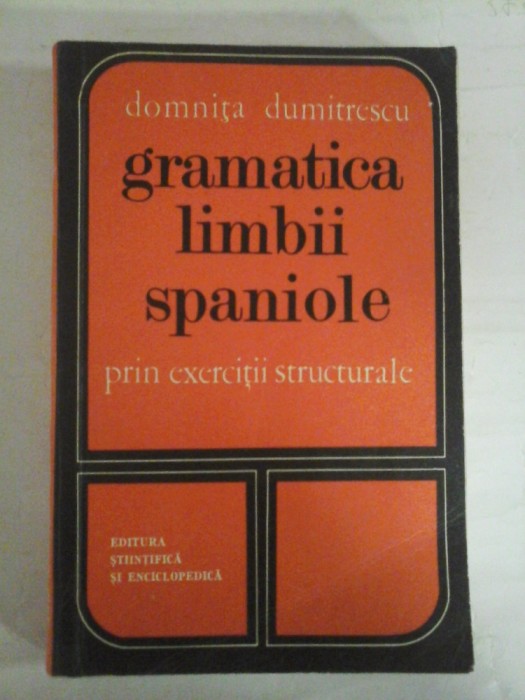 domnița dumitrescu
gramatica
limbii
spaniole
prin exerciții structurale
EDITURA
ȘTIINȚIFICĂ
ȘI ENCICLOPEDICĂ